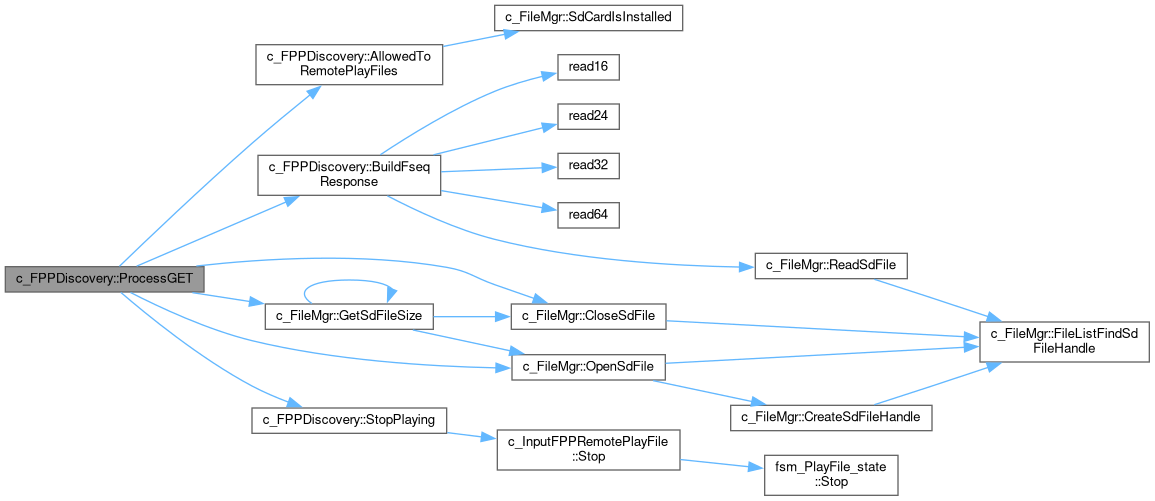 c_FileMgr::SdCardIsInstalled
c_FPPDiscovery::AllowedTo
RemotePlayFiles
read16
read24
c_FPPDiscovery::BuildFseq
Response
read32
read64
c_FPPDiscovery::ProcessGET
c_FileMgr::ReadSdFile
c_FileMgr::GetSdFileSize
c_FileMgr::CloseSdFile
c_FileMgr::FileListFindSd
FileHandle
c_FileMgr::OpenSdFile
c_FPPDiscovery::StopPlaying
c_FileMgr::CreateSdFileHandle
c_InputFPPRemotePlayFile
::Stop
fsm_PlayFile_state
::Stop